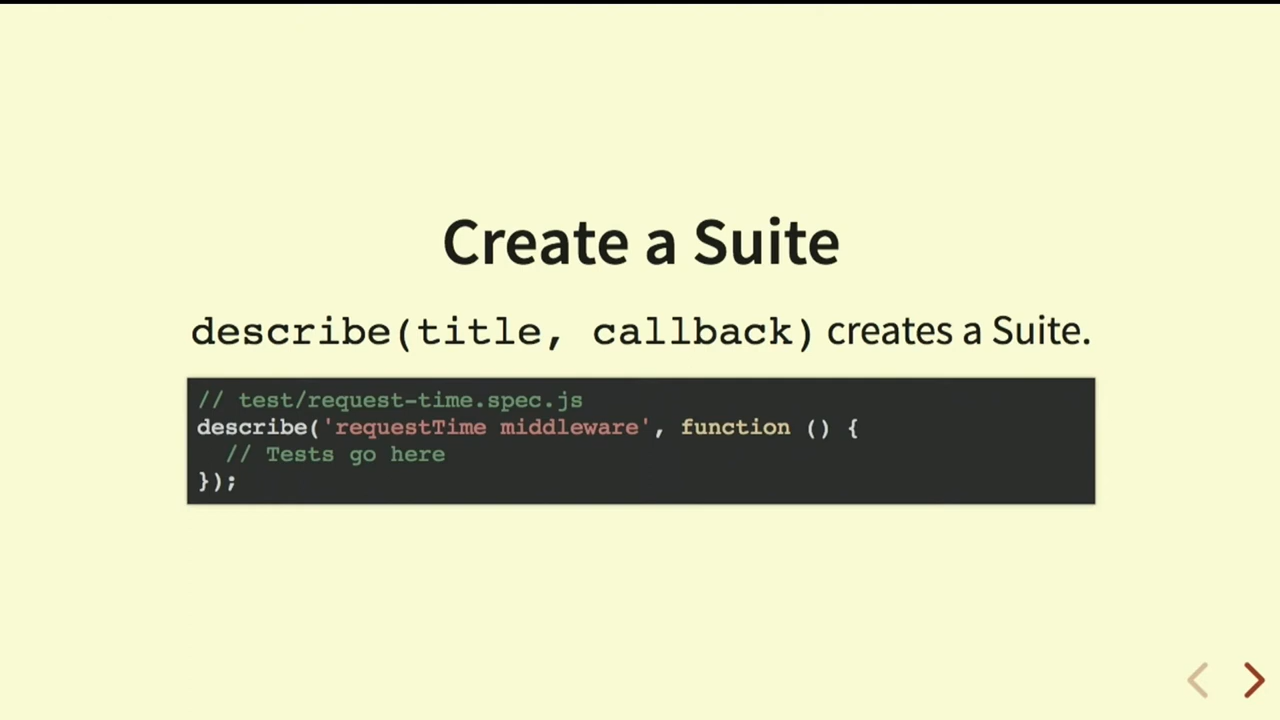 Create a Suite
describe(title, callback) creates a Suite.
// test/request-time.spec.js
describe('requestTime middleware', function () {
  // Tests go here
});